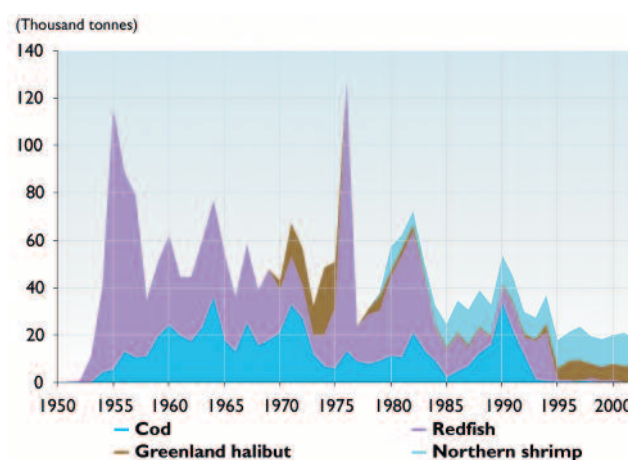 (Thousand tonnes)
140
120
100
80
60
40
20
0
1950 1955 1960 1965 1970 1975 1980 1985 1990 1995 2000
Cod Redfish
Greenland halibut Northern shrimp